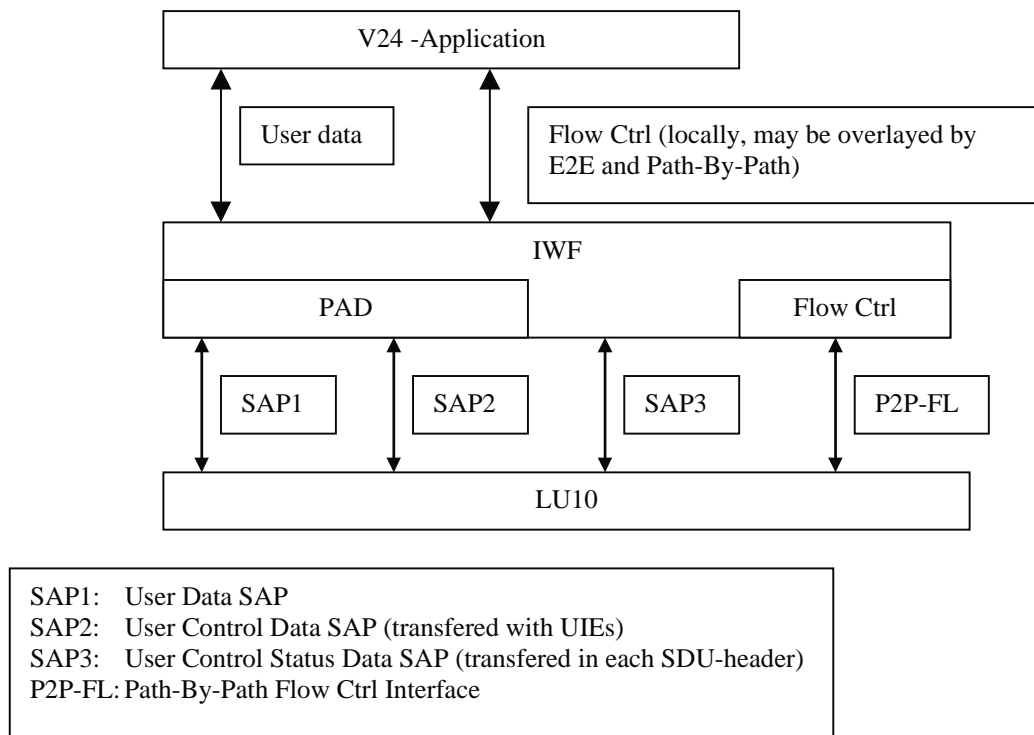 V24 -Application
User data
Flow Ctrl (locally, may be overlayed by
E2E and Path-By-Path)
IWF
PAD
Flow Ctrl
SAP1
SAP2
SAP3
P2P-FL
LU10
SAP1: User Data SAP
SAP2: User Control Data SAP (transfered with UIEs)
SAP3: User Control Status Data SAP (transfered in each SDU-header)
P2P-FL: Path-By-Path Flow Ctrl Interface